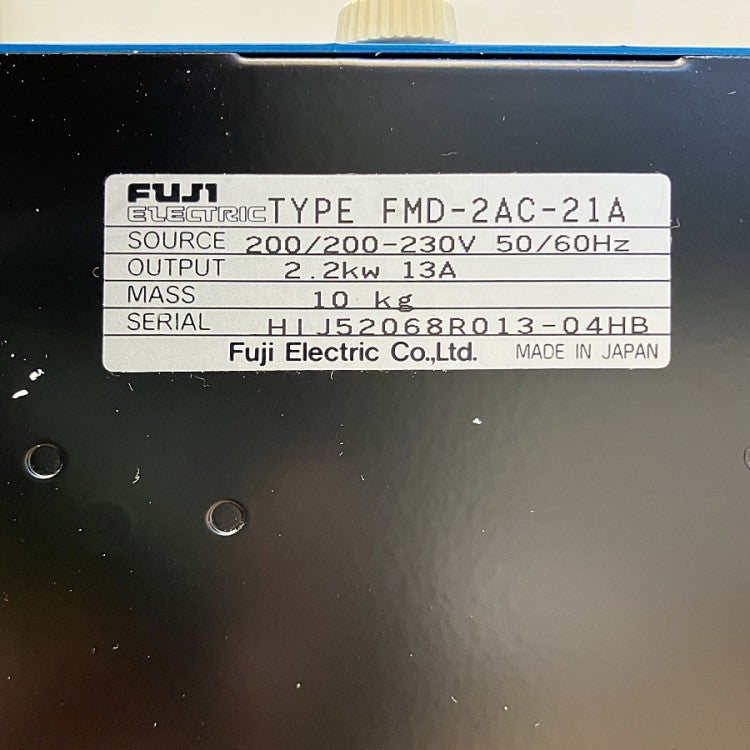 FUJI
ELECTRIC TYPE FMD-2AC-21A
SOURCE 200/200-230V 50/60Hz
OUTPUT 2.2kw 13A
MASS 10 kg
SERIAL HIJ52068R013-04HB
Fuji Electric Co.,Ltd. MADE IN JAPAN